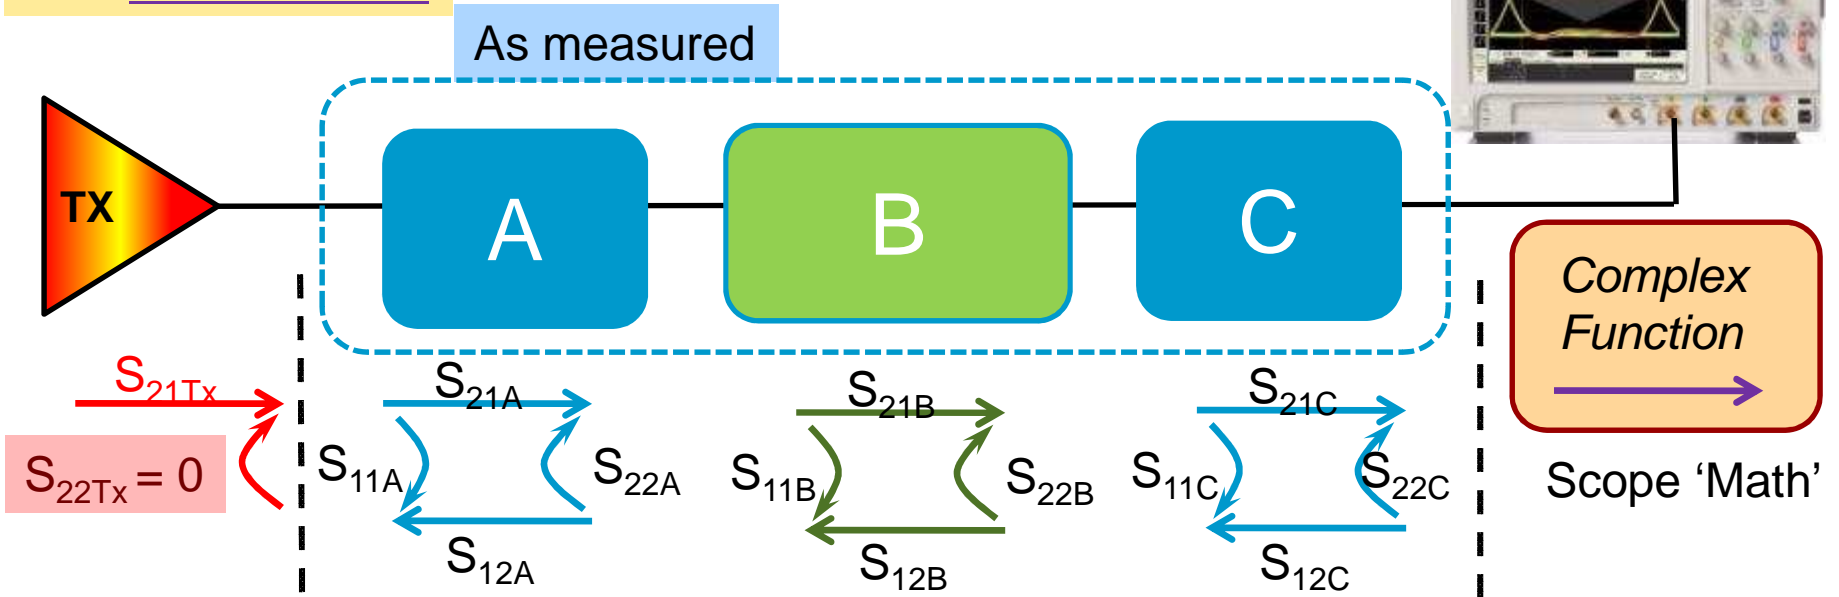 As measured
TX
A
B
C
Complex
Function
S21Tx
S21A
S21B
S21C
S22Tx = 0
S11A
S22A
S11B
S22B
S11C
S22C
Scope ‘Math’
S12A
S12B
S12C